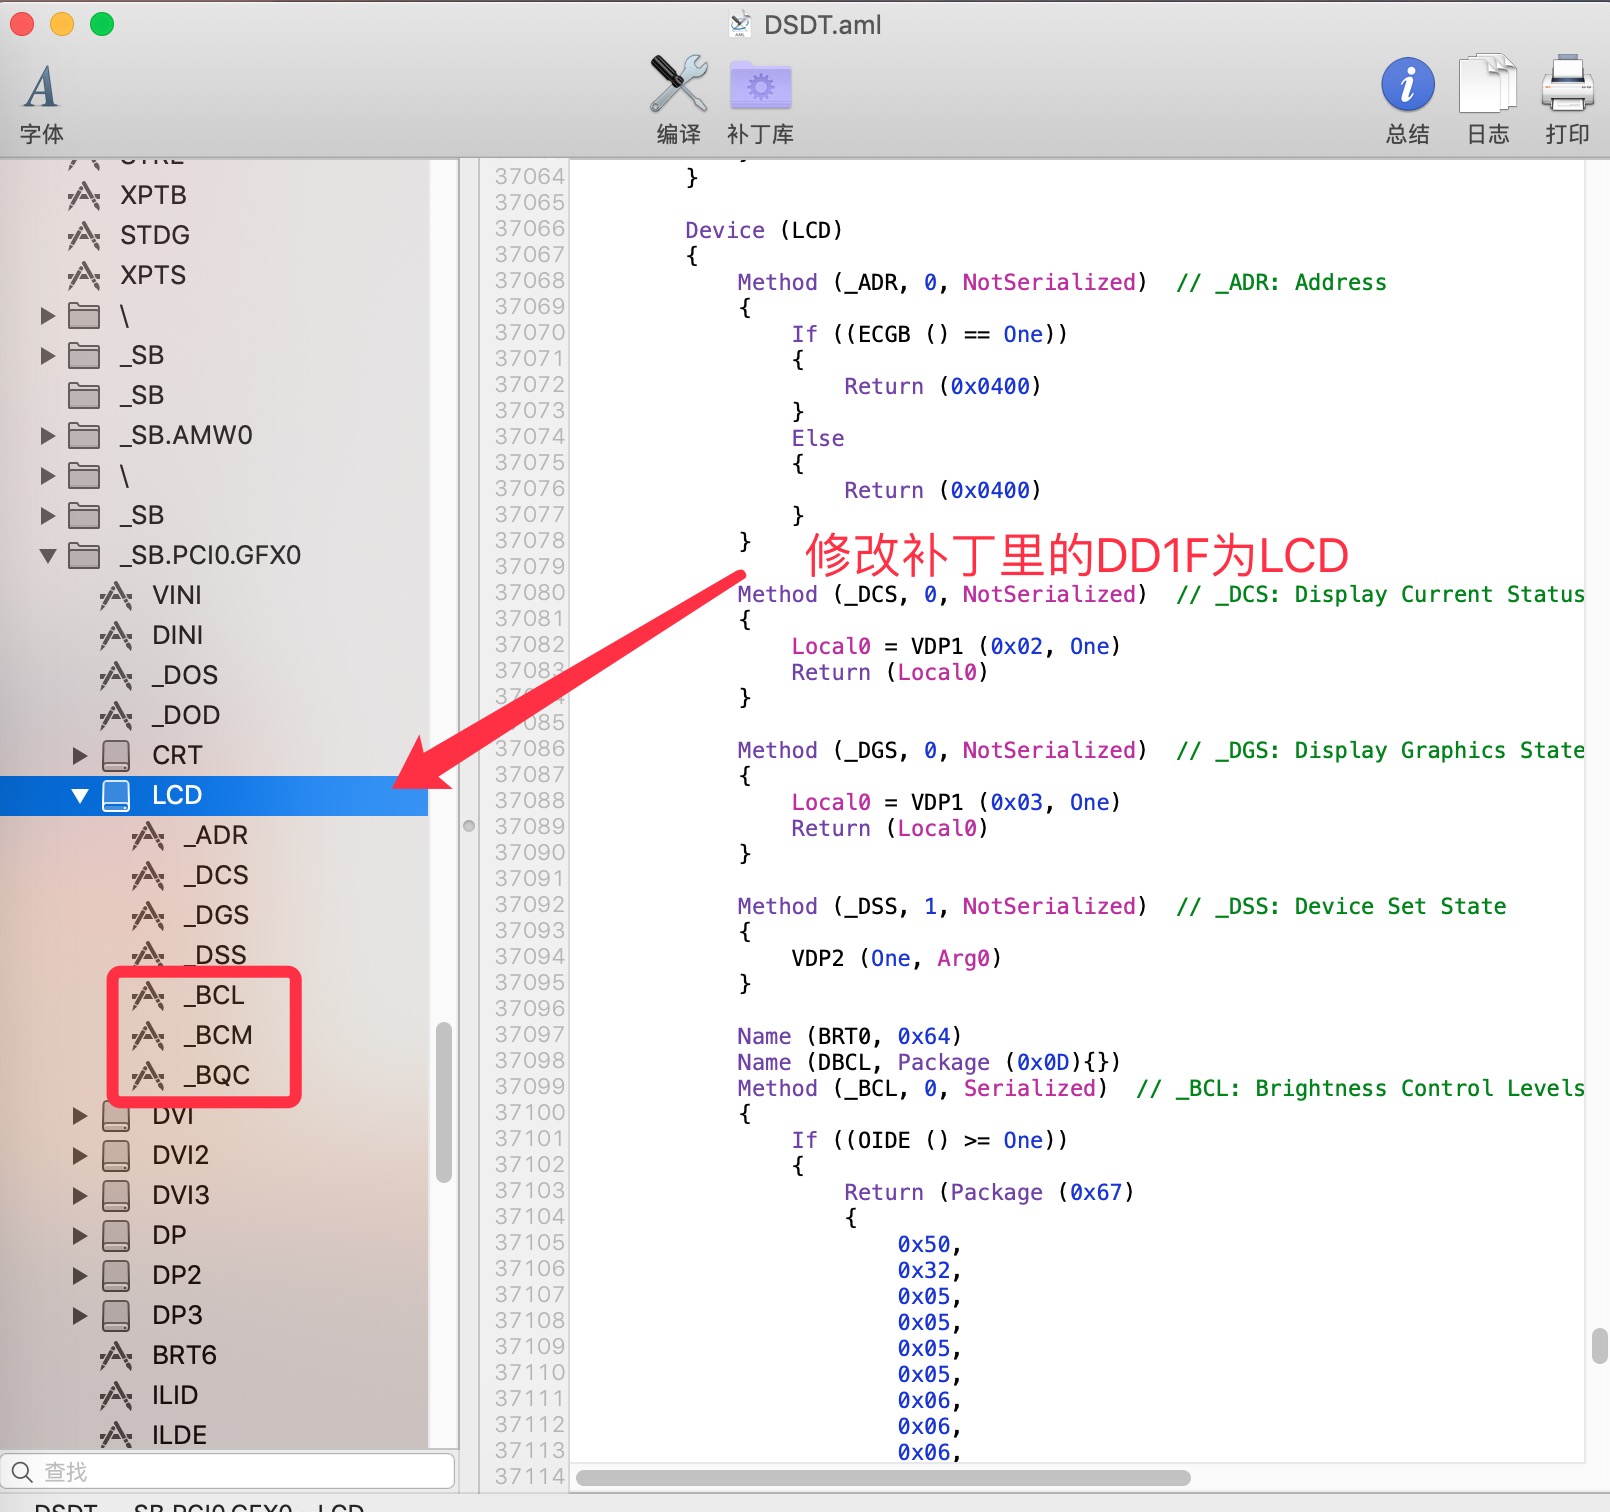 DSDT.aml
字体
编译
补丁库
总结
日志
打印
XPTB
STDG
XPTS
\
_SB
_SB
_SB.AMW0
\
_SB
_SB.PCI0.GFX0
VINI
DINI
_DOS
_DOD
CRT
LCD
_ADR
_DCS
_DGS
_DSS
_BCL
_BCM
_BQC
DVI
DVI2
DVI3
DP
DP2
DP3
BRT6
ILID
ILDE
查找
37064 }
37065
37066 Device (LCD)
37067 {
37068 Method (_ADR, 0, NotSerialized) // _ADR: Address
37069 {
37070 If ((ECGB () == One))
37071 {
37072 Return (0x0400)
37073 }
37074 Else
37075 {
37076 Return (0x0400)
37077 }
37078 }
修改补丁里的DD1F为LCD
37079
37080 Method (_DCS, 0, NotSerialized) // _DCS: Display Current Status
37081 {
37082 Local0 = VDP1 (0x02, One)
37083 Return (Local0)
}
37086 Method (_DGS, 0, NotSerialized) // _DGS: Display Graphics State
37087 {
37088 Local0 = VDP1 (0x03, One)
37089 Return (Local0)
37090 }
37091
37092 Method (_DSS, 1, NotSerialized) // _DSS: Device Set State
37093 {
37094 VDP2 (One, Arg0)
37095 }
37096
37097 Name (BRT0, 0x64)
37098 Name (DBCL, Package (0x0D){})
37099 Method (_BCL, 0, Serialized) // _BCL: Brightness Control Levels
37100 {
37101 If ((OIDE () >= One))
37102 {
37103 Return (Package (0x67)
37104 {
37105 0x50,
37106 0x32,
37107 0x05,
37108 0x05,
37109 0x05,
37110 0x05,
37111 0x06,
37112 0x06,
37113 0x06,
37114